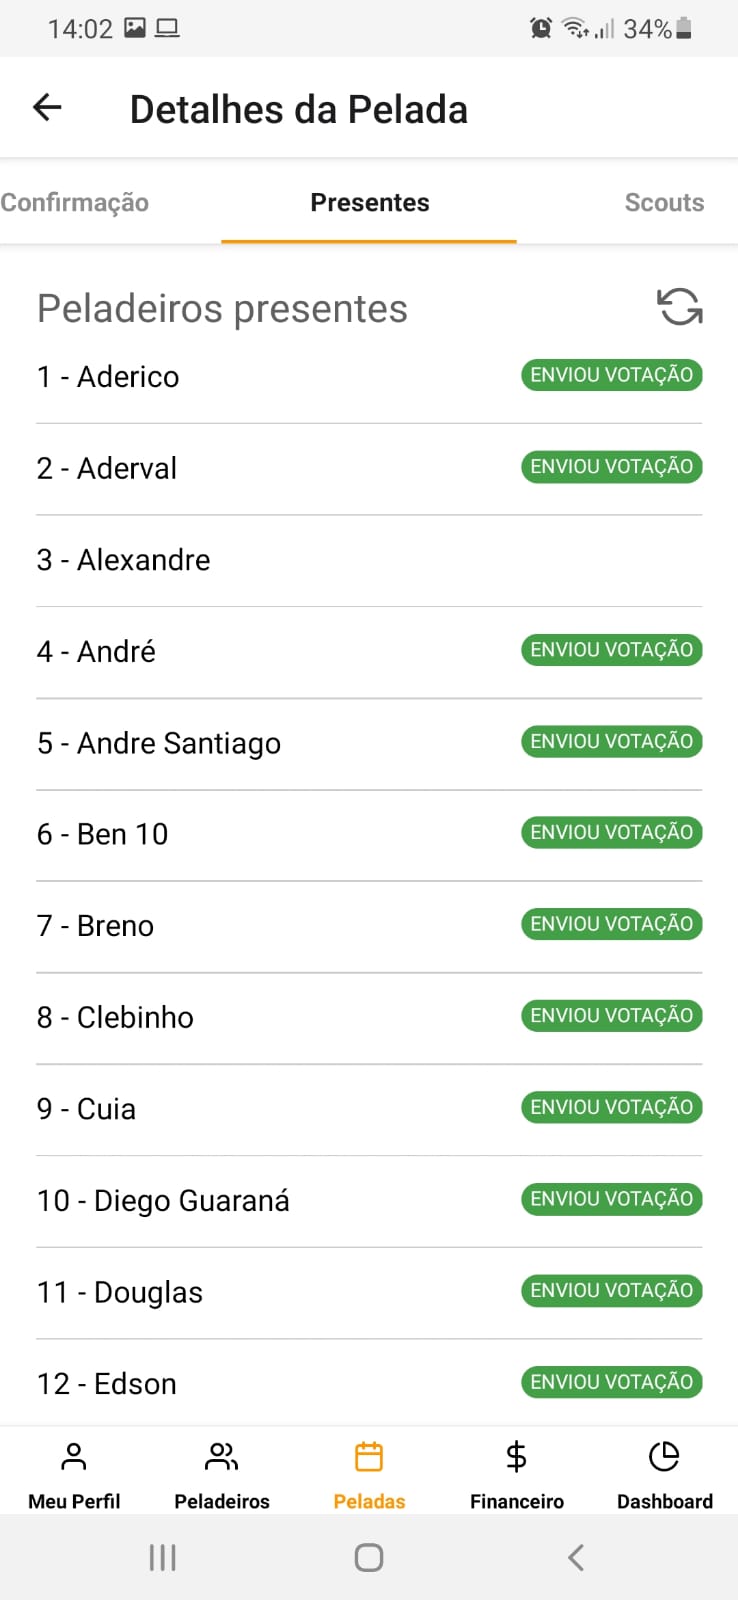 14:02 34%
Detalhes da Pelada
Confirmação Presentes Scouts
Peladeiros presentes
1 - Aderico ENVIOU VOTAÇÃO
2 - Aderval ENVIOU VOTAÇÃO
3 - Alexandre
4 - André ENVIOU VOTAÇÃO
5 - Andre Santiago ENVIOU VOTAÇÃO
6 - Ben 10 ENVIOU VOTAÇÃO
7 - Breno ENVIOU VOTAÇÃO
8 - Clebinho ENVIOU VOTAÇÃO
9 - Cuia ENVIOU VOTAÇÃO
10 - Diego Guaraná ENVIOU VOTAÇÃO
11 - Douglas ENVIOU VOTAÇÃO
12 - Edson ENVIOU VOTAÇÃO
Meu Perfil Peladeiros Peladas Financeiro Dashboard